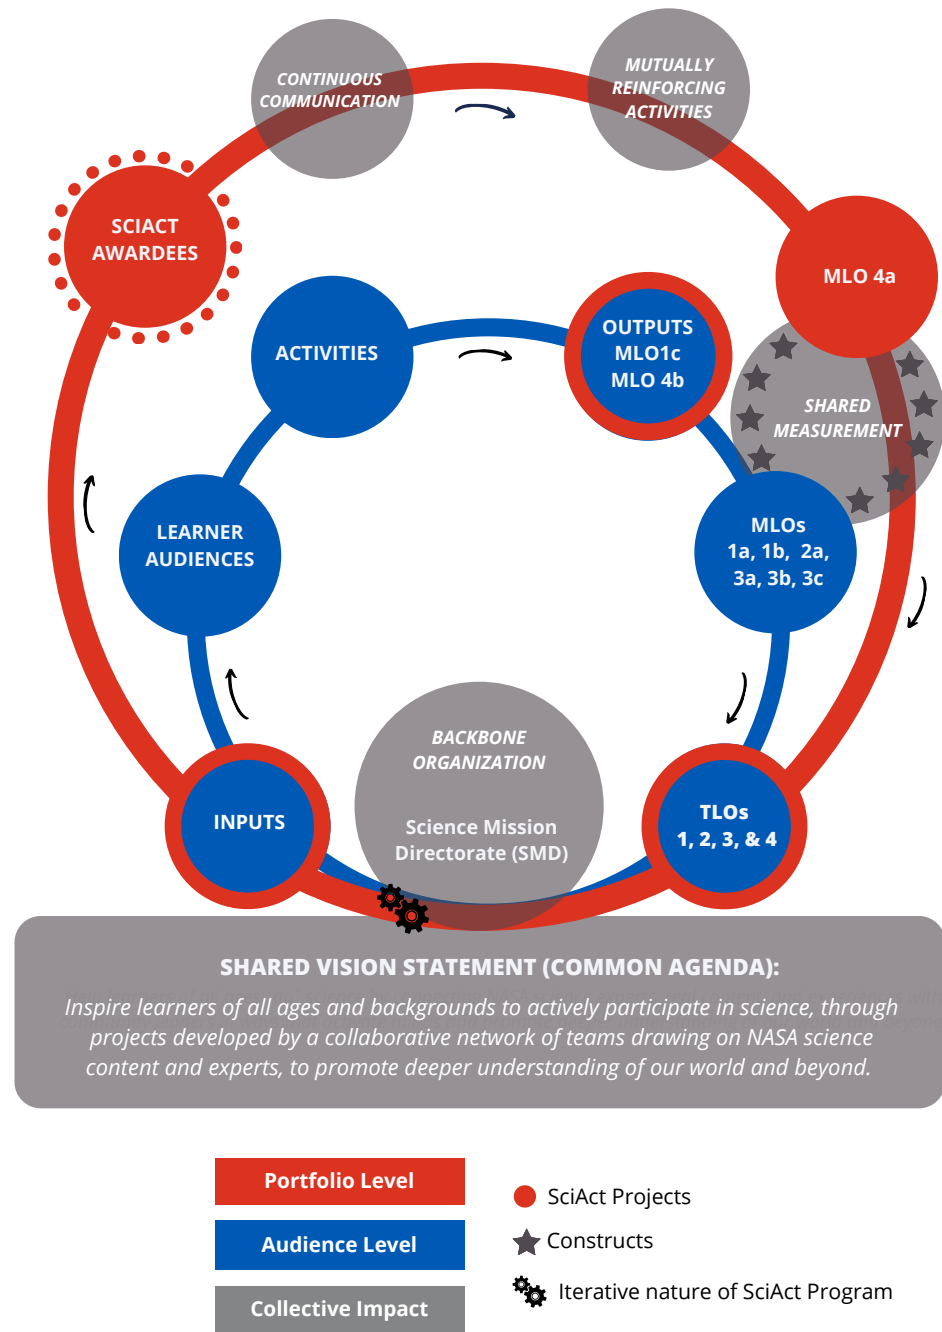 CONTINUOUS
COMMUNICATION
MUTUALLY
REINFORCING
ACTIVITIES
SCIACT
AWARDEES
MLO 4a
ACTIVITIES
OUTPUTS
MLO1c
MLO 4b
SHARED
MEASUREMENT
LEARNER
AUDIENCES
MLOs
1a, 1b, 2a,
3a, 3b, 3c
BACKBONE
ORGANIZATION
Science Mission
Directorate (SMD)
INPUTS
TLOs
1, 2, 3, & 4
SHARED VISION STATEMENT (COMMON AGENDA):
Inspire learners of all ages and backgrounds to actively participate in science, through
projects developed by a collaborative network of teams drawing on NASA science
content and experts, to promote deeper understanding of our world and beyond.
Portfolio Level
Audience Level
Collective Impact
SciAct Projects
Constructs
Iterative nature of SciAct Program